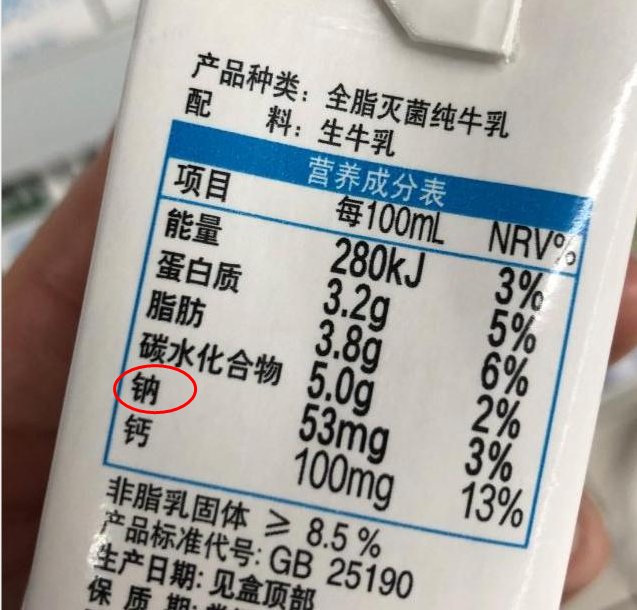 产品种类：全脂灭菌纯牛乳
配 料：生牛乳
营养成分表
项目 每100mL NRV%
能量 280kJ 3%
蛋白质 3.2g 5%
脂肪 3.8g 6%
碳水化合物 5.0g 2%
钠 53mg 3%
钙 100mg 13%
非脂乳固体 ≥ 8.5%
产品标准代号: GB 25190
生产日期: 见盒顶部
保 质 期: